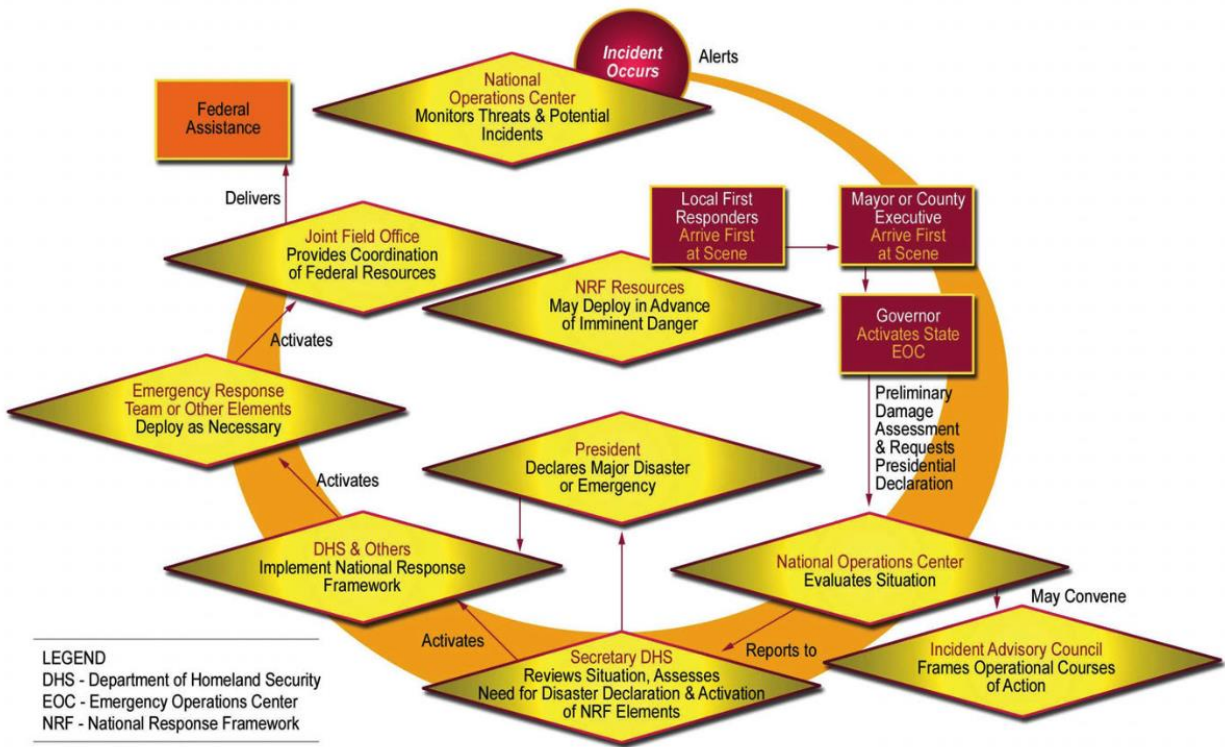 Incident
Occurs
Alerts
National
Operations Center
Monitors Threats & Potential
Incidents
Federal
Assistance
Delivers
Local First
Responders
Arrive First
at Scene
Mayor or County
Executive
Arrive First
at Scene
Joint Field Office
Provides Coordination
of Federal Resources
NRF Resources
May Deploy in Advance
of Imminent Danger
Governor
Activates State
EOC
Activates
Emergency Response
Team or Other Elements
Deploy as Necessary
Preliminary
Damage
Assessment
& Requests
Presidential
Declaration
President
Declares Major Disaster
or Emergency
Activates
DHS & Others
Implement National Response
Framework
National Operations Center
Evaluates Situation
May Convene
Activates
Reports to
Secretary DHS
Reviews Situation, Assesses
Need for Disaster Declaration & Activation
of NRF Elements
Incident Advisory Council
Frames Operational Courses
of Action
LEGEND
DHS - Department of Homeland Security
EOC - Emergency Operations Center
NRF - National Response Framework